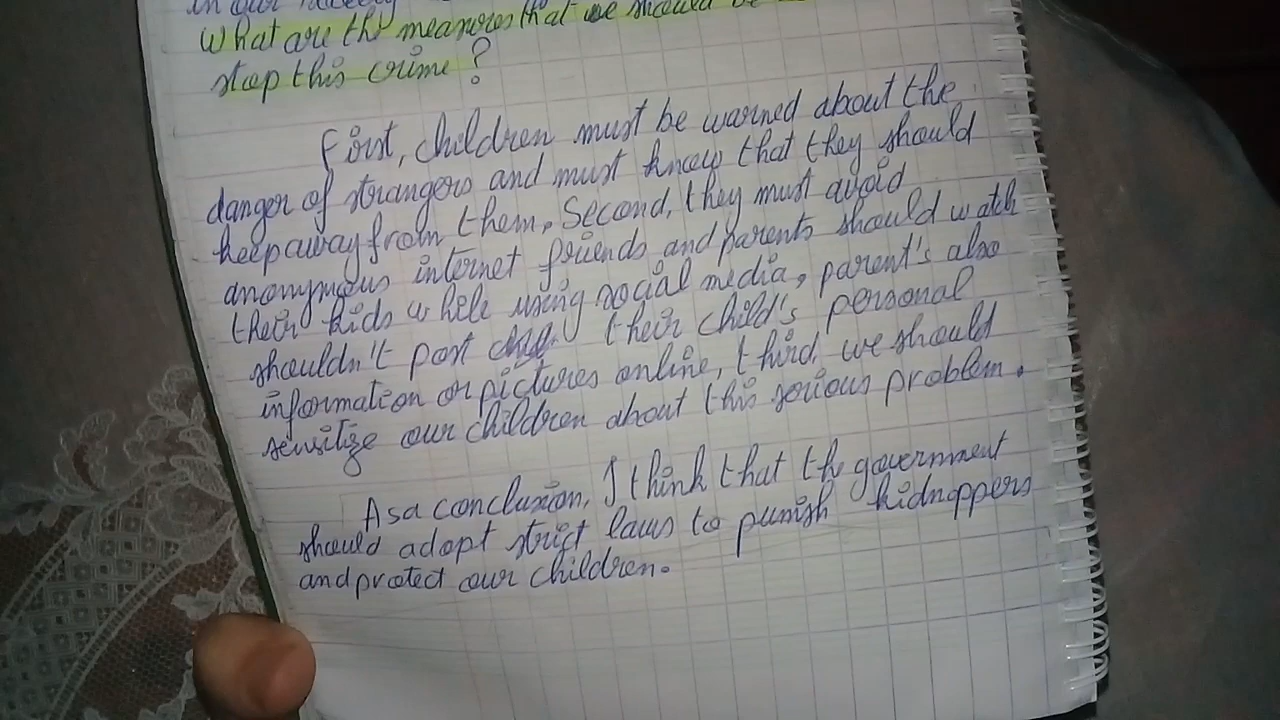 in our
What are the measures that we should be
stop this crime?
First, children must be warned about the
danger of strangers and must know that they should
keep away from them. Second, they must avoid
anonymous internet friends and parents should watch
their kids while using social media, parent's also
shouldn't post their child's personal
information or pictures online, third, we should
sensitize our children about this serious problem.
As a conclusion, I think that the goverment
should adopt strict laws to punish kidnappers
and protect our children.